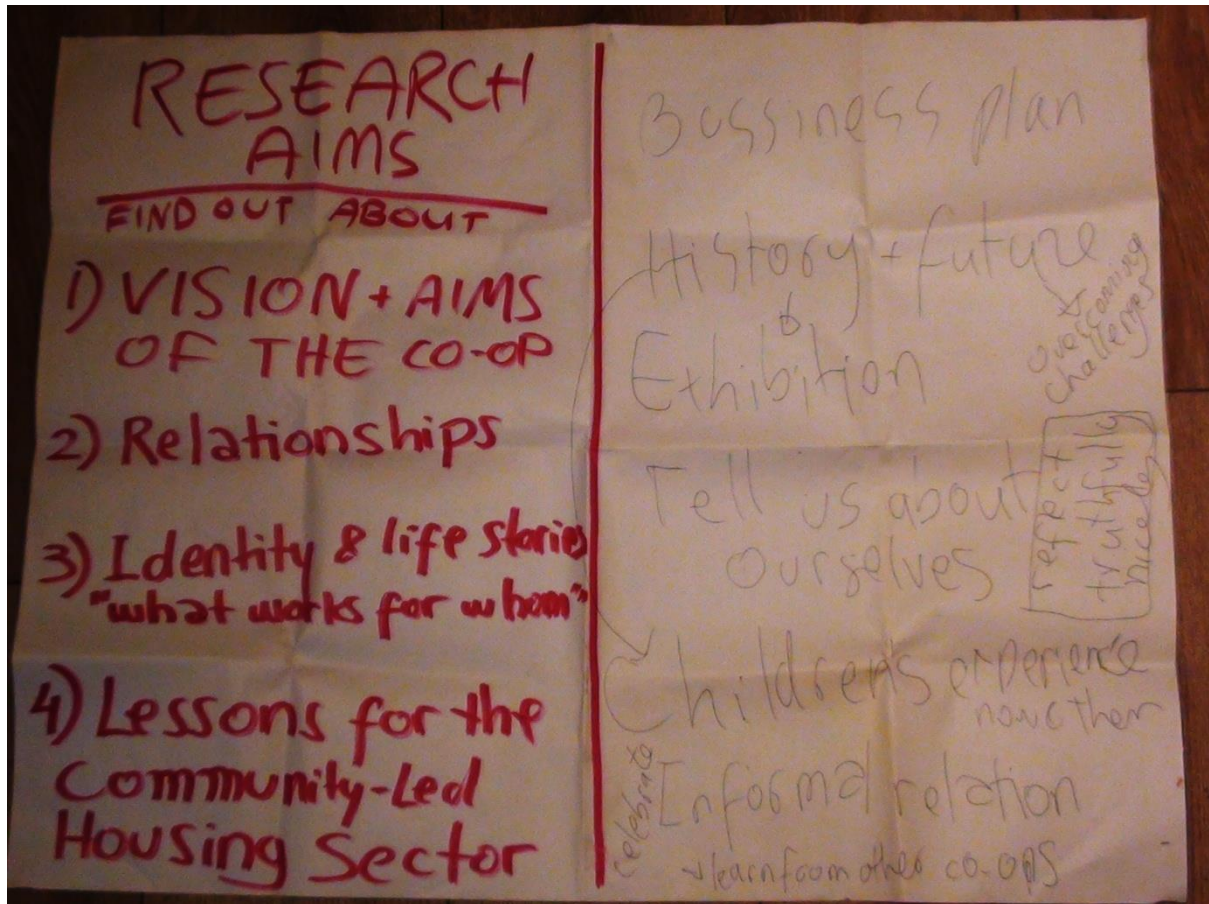 RESEARCH
AIMS
FIND OUT ABOUT
1) VISION + AIMS
OF THE CO-OP
2) Relationships
3) Identity & life stories
"what works for whom"
4) Lessons for the
Community-Led
Housing Sector
Bussiness plan
History + future
overcoming
challenges
Exhibition
Tell us about
ourselves
reflect
truthfully
nicely
Childrens experience
now & then
celebrate
Informal relation
learn from other co-ops